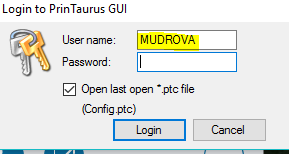 Login to PrinTaurus GUI
User name: MUDROVA
Password:
Open last open *.ptc file
(Config.ptc)
Login Cancel